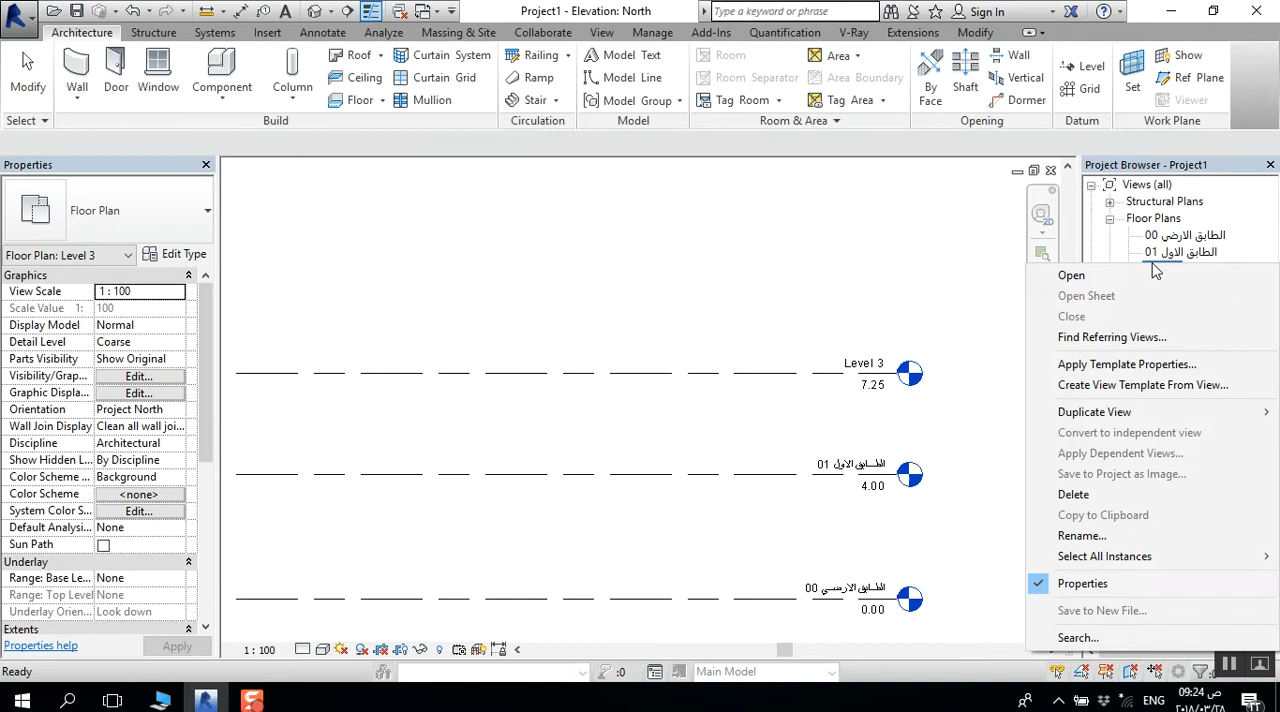 Project1 - Elevation: North
Type a keyword or phrase
Sign In
Architecture
Structure
Systems
Insert
Annotate
Analyze
Massing & Site
Collaborate
View
Manage
Add-Ins
Quantification
V-Ray
Extensions
Modify
Modify
Wall
Door
Window
Component
Column
Roof
Ceiling
Floor
Curtain System
Curtain Grid
Mullion
Railing
Ramp
Stair
Model Text
Model Line
Model Group
Room
Room Separator
Tag Room
Area
Area Boundary
Tag Area
By Face
Shaft
Wall
Vertical
Dormer
Level
Grid
Set
Show
Ref Plane
Viewer
Select
Build
Circulation
Model
Room & Area
Opening
Datum
Work Plane
Properties
Floor Plan
Floor Plan: Level 3
Edit Type
Graphics
View Scale 1 : 100
Scale Value 1: 100
Display Model Normal
Detail Level Coarse
Parts Visibility Show Original
Visibility/Grap... Edit...
Graphic Displa... Edit...
Orientation Project North
Wall Join Display Clean all wall joi...
Discipline Architectural
Show Hidden L... By Discipline
Color Scheme ... Background
Color Scheme <none>
System Color S... Edit...
Default Analysi... None
Sun Path
Underlay
Range: Base Le... None
Range: Top Level None
Underlay Orien... Look down
Extents
Properties help
Apply
Level 3
7.25
الطابق الاول 01
4.00
الطابق الارضي 00
0.00
Project Browser - Project1
Views (all)
Structural Plans
Floor Plans
الطابق الارضي 00
الطابق الاول 01
Open
Open Sheet
Close
Find Referring Views...
Apply Template Properties...
Create View Template From View...
Duplicate View
Convert to independent view
Apply Dependent Views...
Save to Project as Image...
Delete
Copy to Clipboard
Rename...
Select All Instances
Properties
Save to New File...
Search...
1 : 100
Ready
:0
Main Model
ENG
09:24 ص
٢٠١٨/٠٣/٢٨